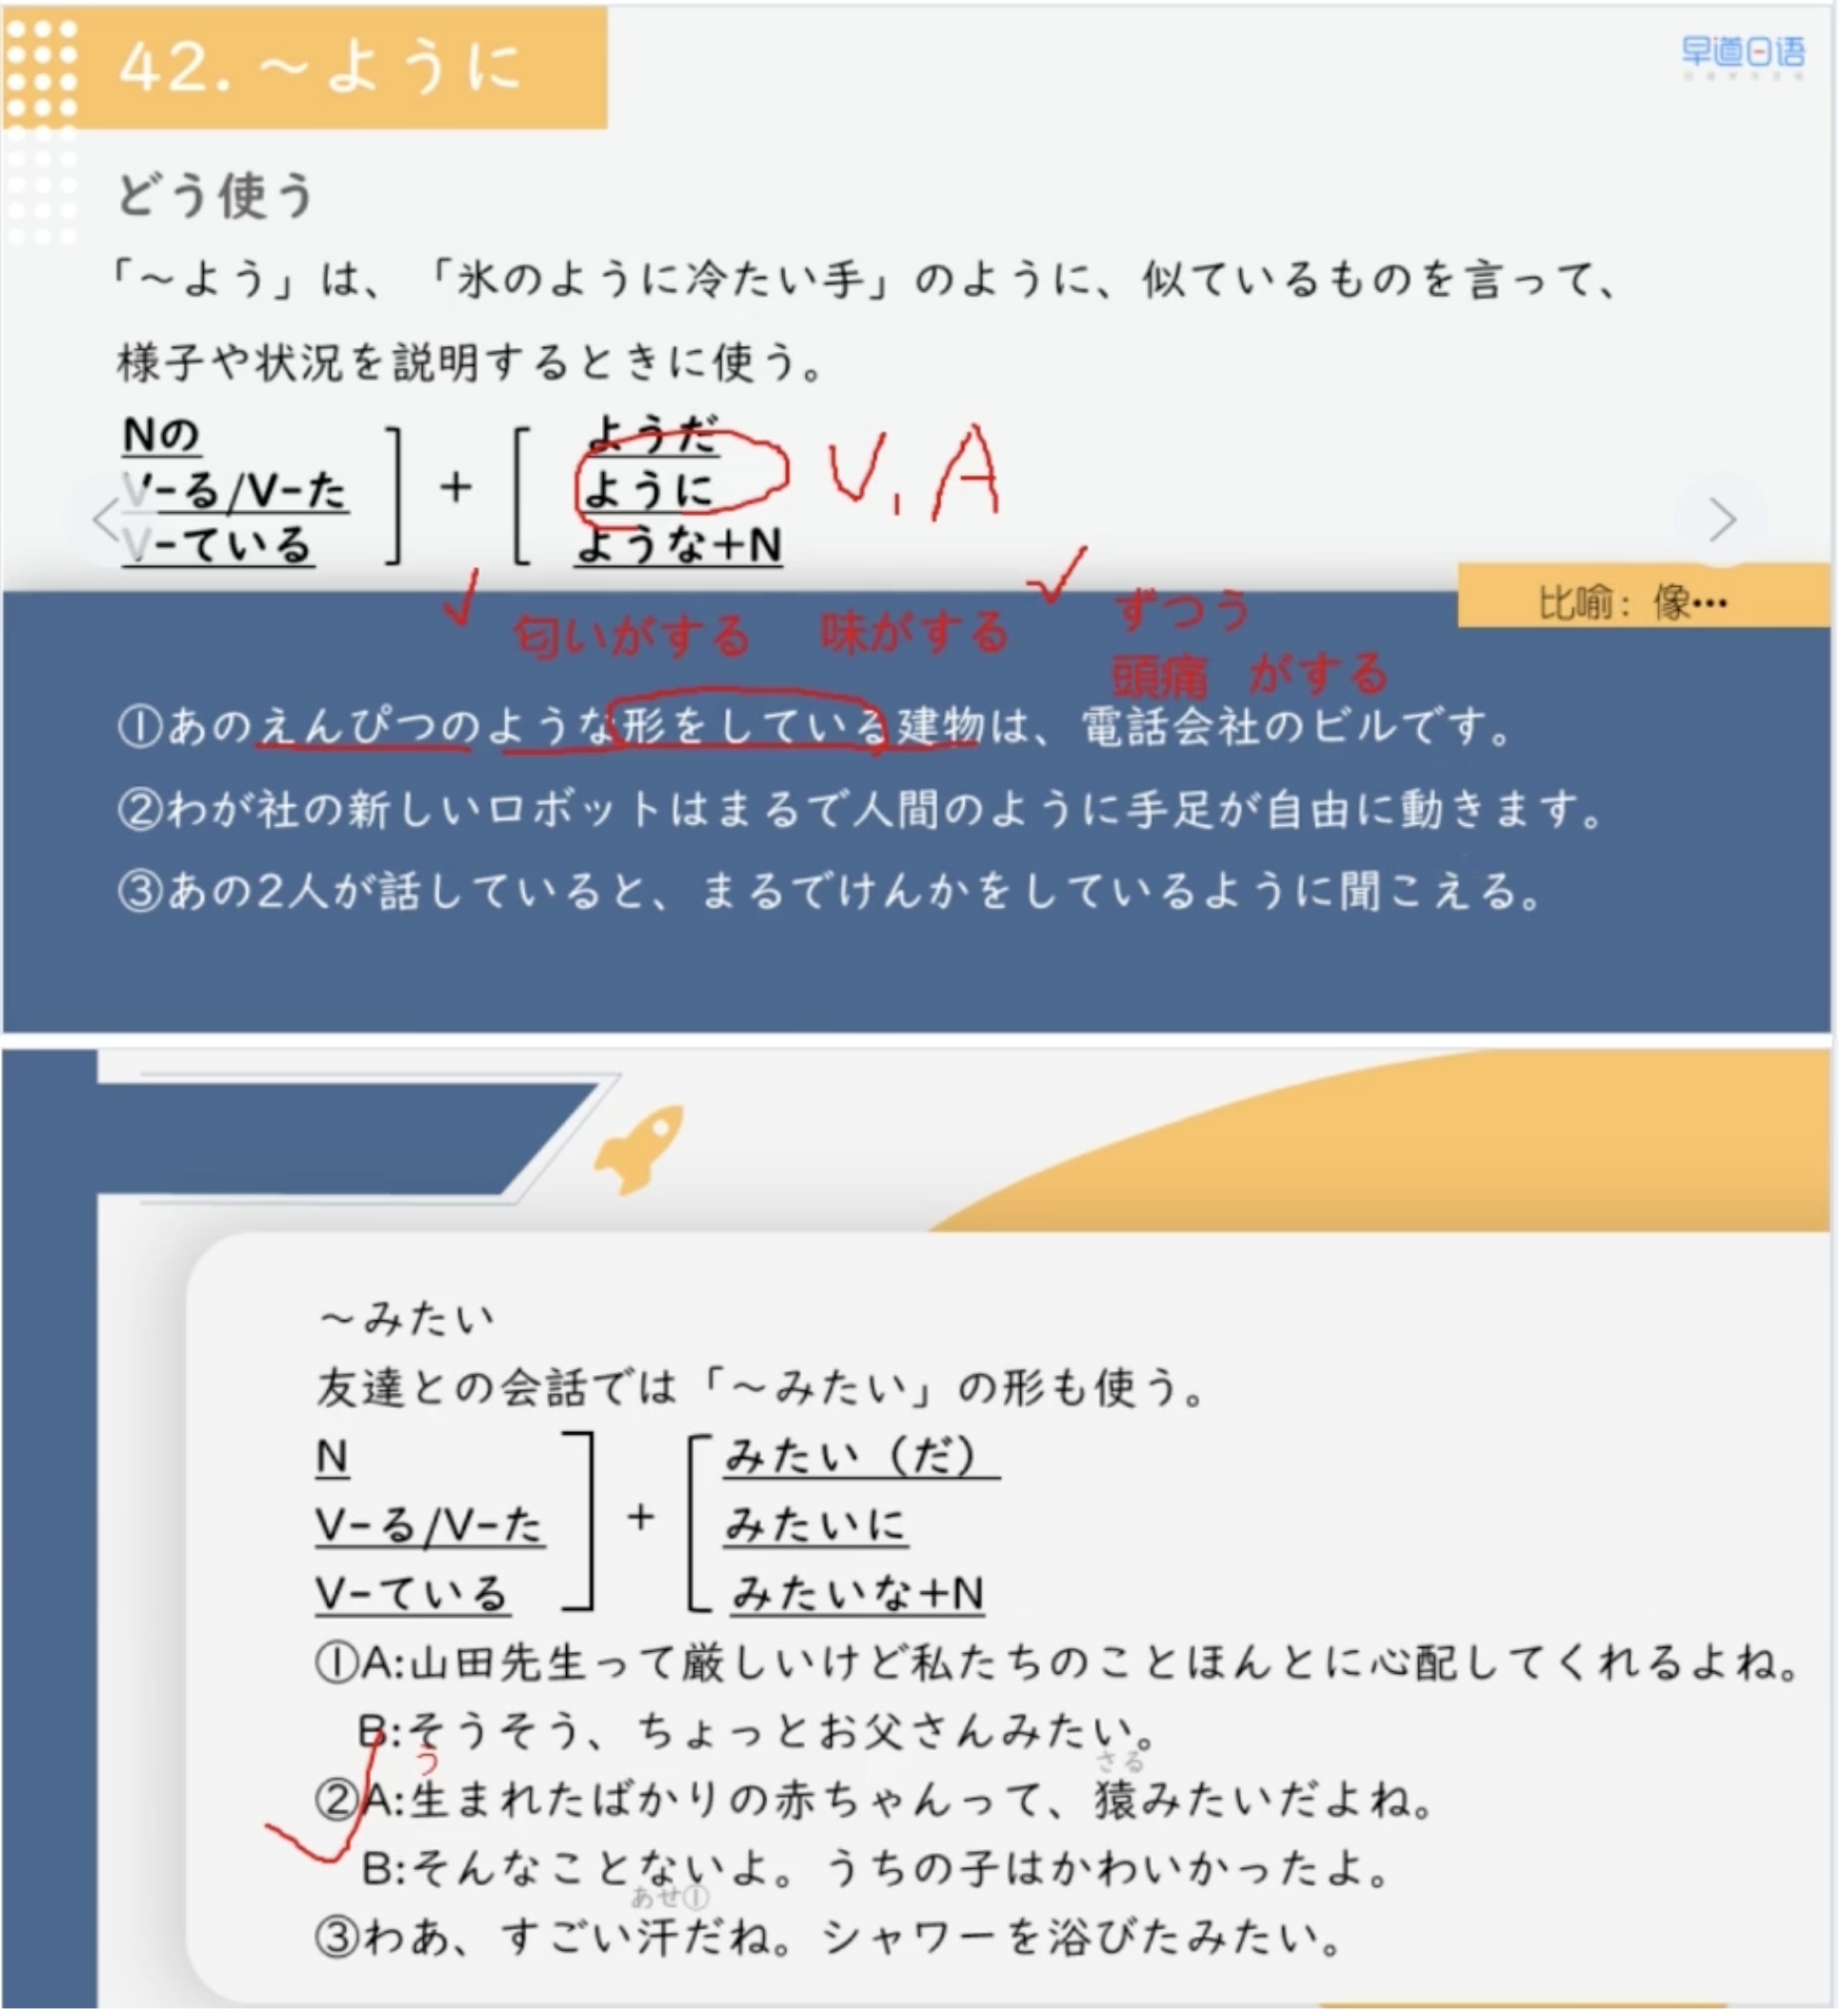 42. ～ように
早道日语
どう使う
「～よう」は、「氷のように冷たい手」のように、似ているものを言って、
様子や状況を説明するときに使う。
Nの
V-る/V-た
V-ている
] + [
ようだ
ように
ような+N
V,A
比喻：像…
匂いがする 味がする ずつう
頭痛 がする
①あのえんぴつのような形をしている建物は、電話会社のビルです。
②わが社の新しいロボットはまるで人間のように手足が自由に動きます。
③あの2人が話していると、まるでけんかをしているように聞こえる。
～みたい
友達との会話では「～みたい」の形も使う。
N
V-る/V-た
V-ている
] + [
みたい（だ）
みたいに
みたいな+N
①A:山田先生って厳しいけど私たちのことほんとに心配してくれるよね。
B:そうそう、ちょっとお父さんみたい。
う さる
②A:生まれたばかりの赤ちゃんって、猿みたいだよね。
B:そんなことないよ。うちの子はかわいかったよ。
あせ①
③わあ、すごい汗だね。シャワーを浴びたみたい。